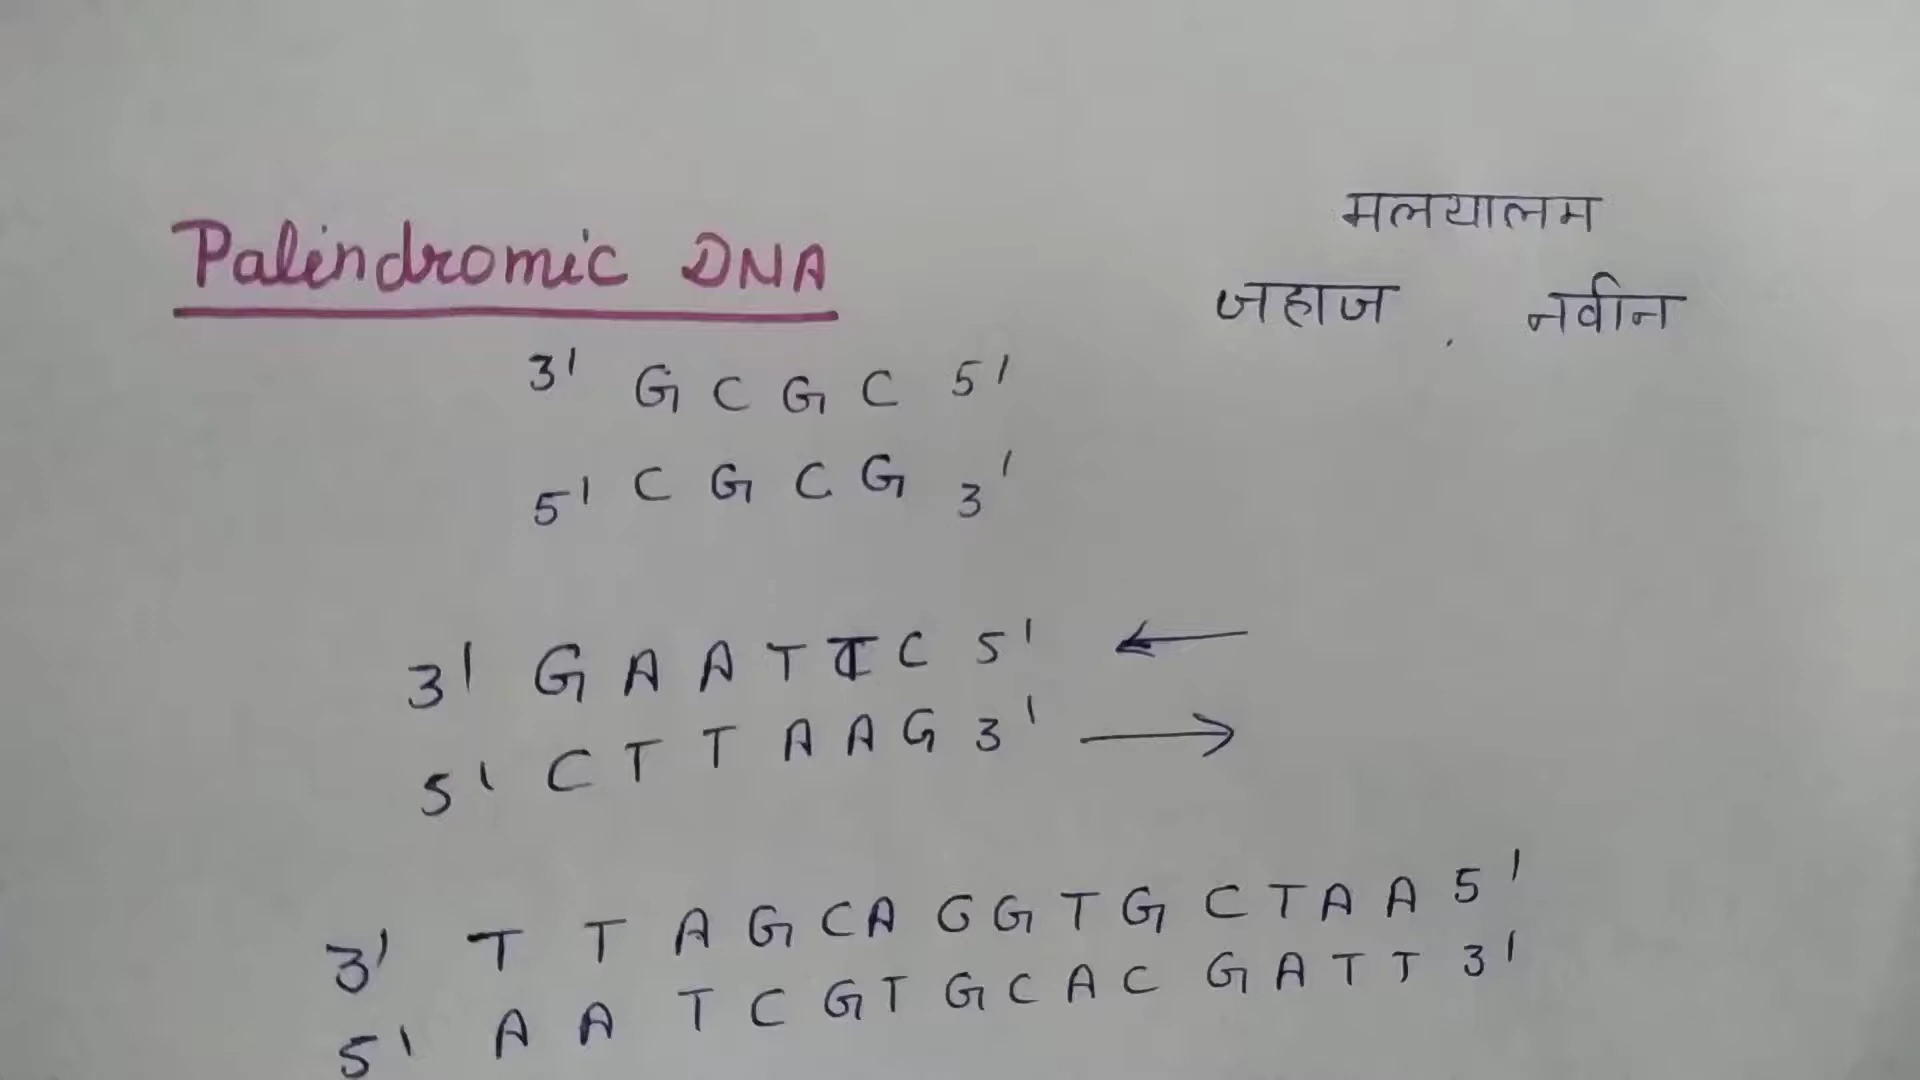 Palindromic DNA
मलयालम
जहाज , नवीन
3' G C G C 5'
5' C G C G 3'
3' G A A T T C 5'
5' C T T A A G 3'
3' T T A G C A G G T G C T A A 5'
5' A A T C G T G C A C G A T T 3'